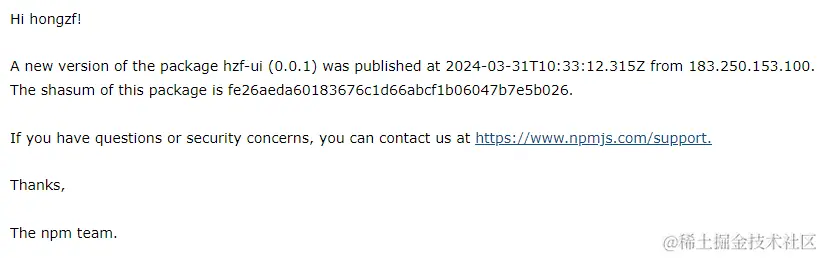 Hi hongzf!
A new version of the package hzf-ui (0.0.1) was published at 2024-03-31T10:33:12.315Z from 183.250.153.100.
The shasum of this package is fe26aeda60183676c1d66abcf1b06047b7e5b026.
If you have questions or security concerns, you can contact us at https://www.npmjs.com/support.
Thanks,
The npm team.
@稀土掘金技术社区